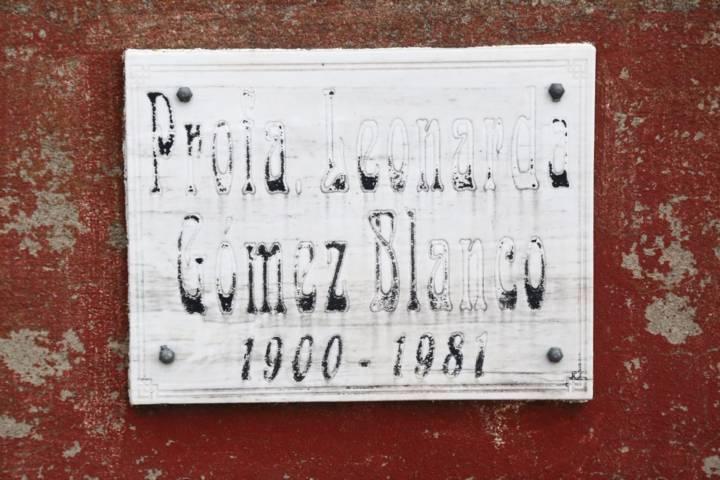 Profa. Leonarda
Gómez Blanco
1900 - 1981